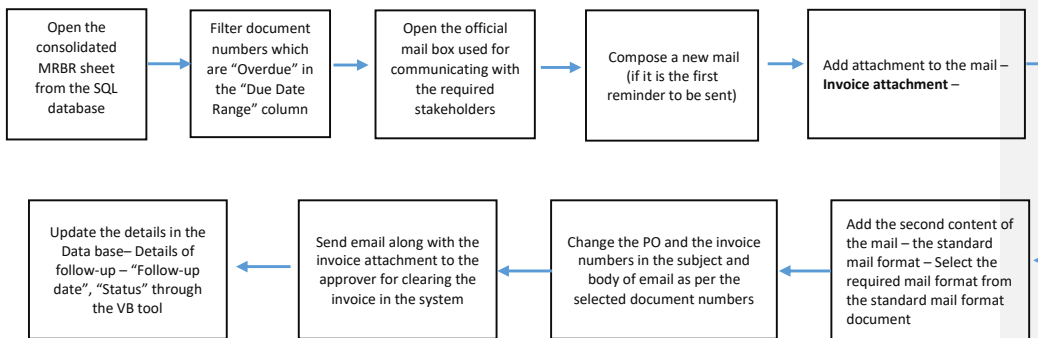 Open the
consolidated
MRBR sheet
from the SQL
database
Filter document
numbers which
are “Overdue” in
the “Due Date
Range” column
Open the official
mail box used for
communicating with
the required
stakeholders
Compose a new mail
(if it is the first
reminder to be sent)
Add attachment to the mail –
Invoice attachment –
Add the second content of
the mail – the standard
mail format – Select the
required mail format from
the standard mail format
document
Change the PO and the invoice
numbers in the subject and
body of email as per the
selected document numbers
Send email along with the
invoice attachment to the
approver for clearing the
invoice in the system
Update the details in the
Data base– Details of
follow-up – “Follow-up
date”, “Status” through
the VB tool